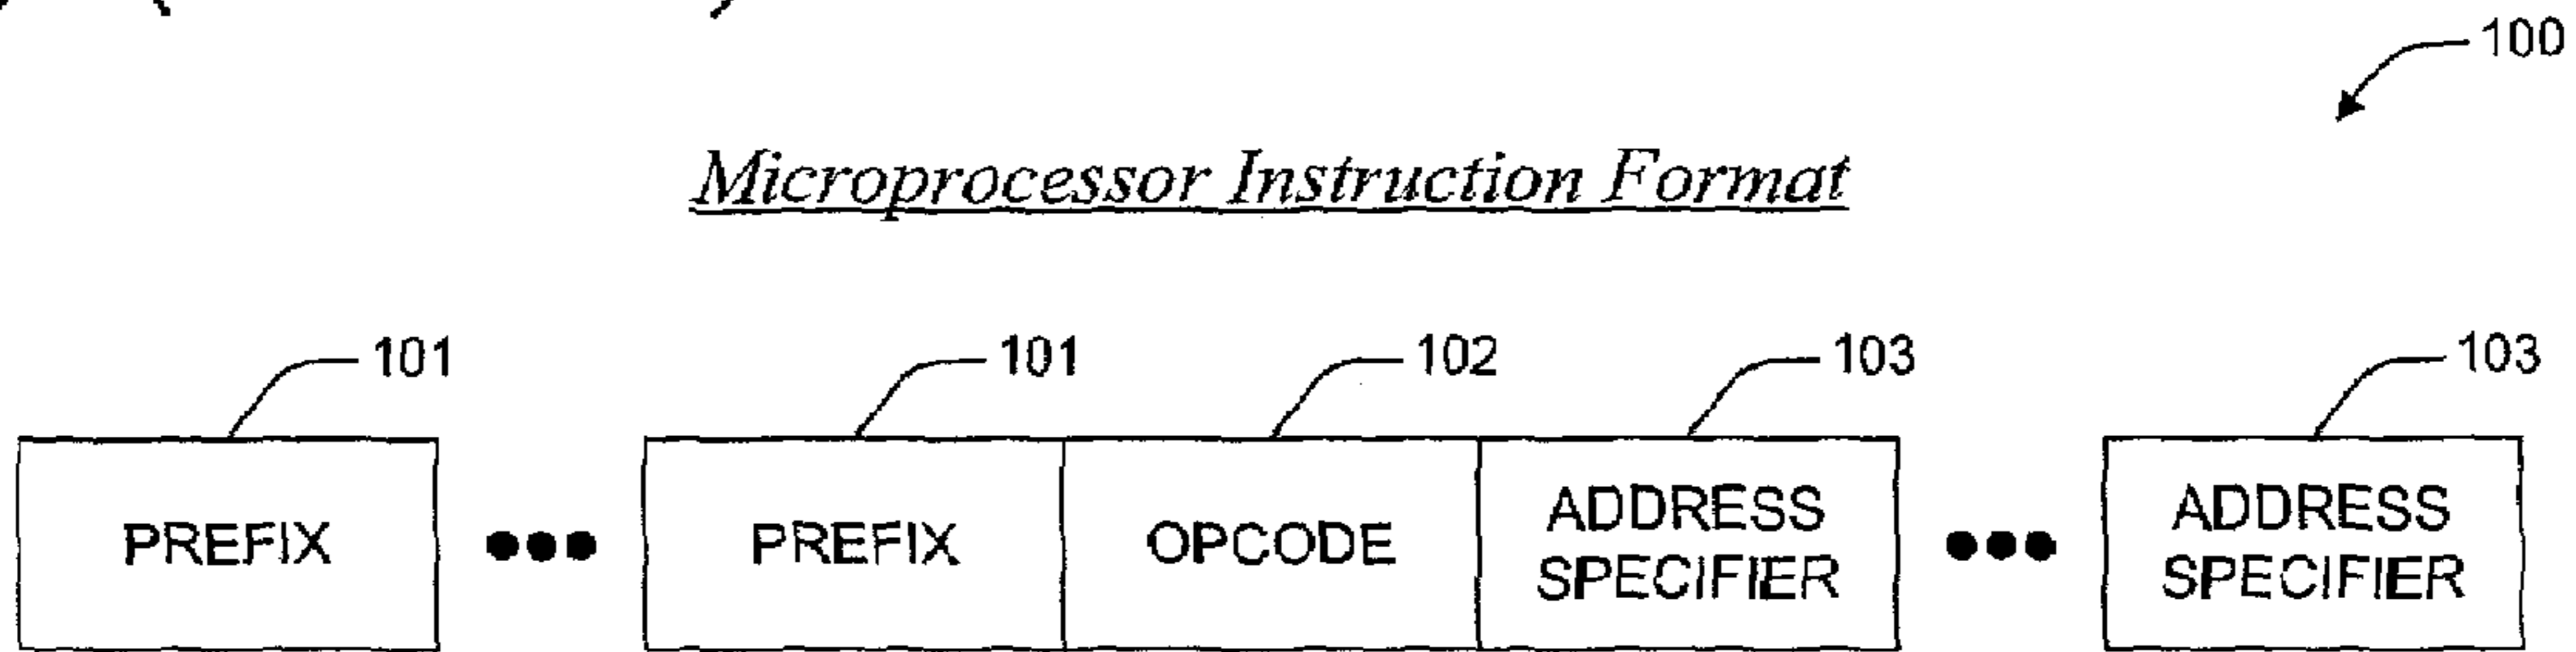 100
Microprocessor Instruction Format
101
101
102
103
103
PREFIX
●●●
PREFIX
OPCODE
ADDRESS
SPECIFIER
●●●
ADDRESS
SPECIFIER